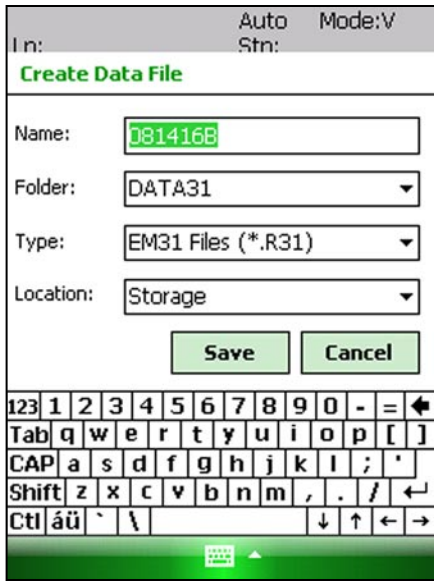 Auto Mode:V
Ln: Stn:
Create Data File
Name: 081416B
Folder: DATA31
Type: EM31 Files (*.R31)
Location: Storage
Save Cancel
123 1 2 3 4 5 6 7 8 9 0 - = 🡸
Tab q w e r t y u i o p [ ]
CAP a s d f g h j k l ; '
Shift z x c v b n m , . / ↵
Ctl áü ` \ ↓ ↑ ← →